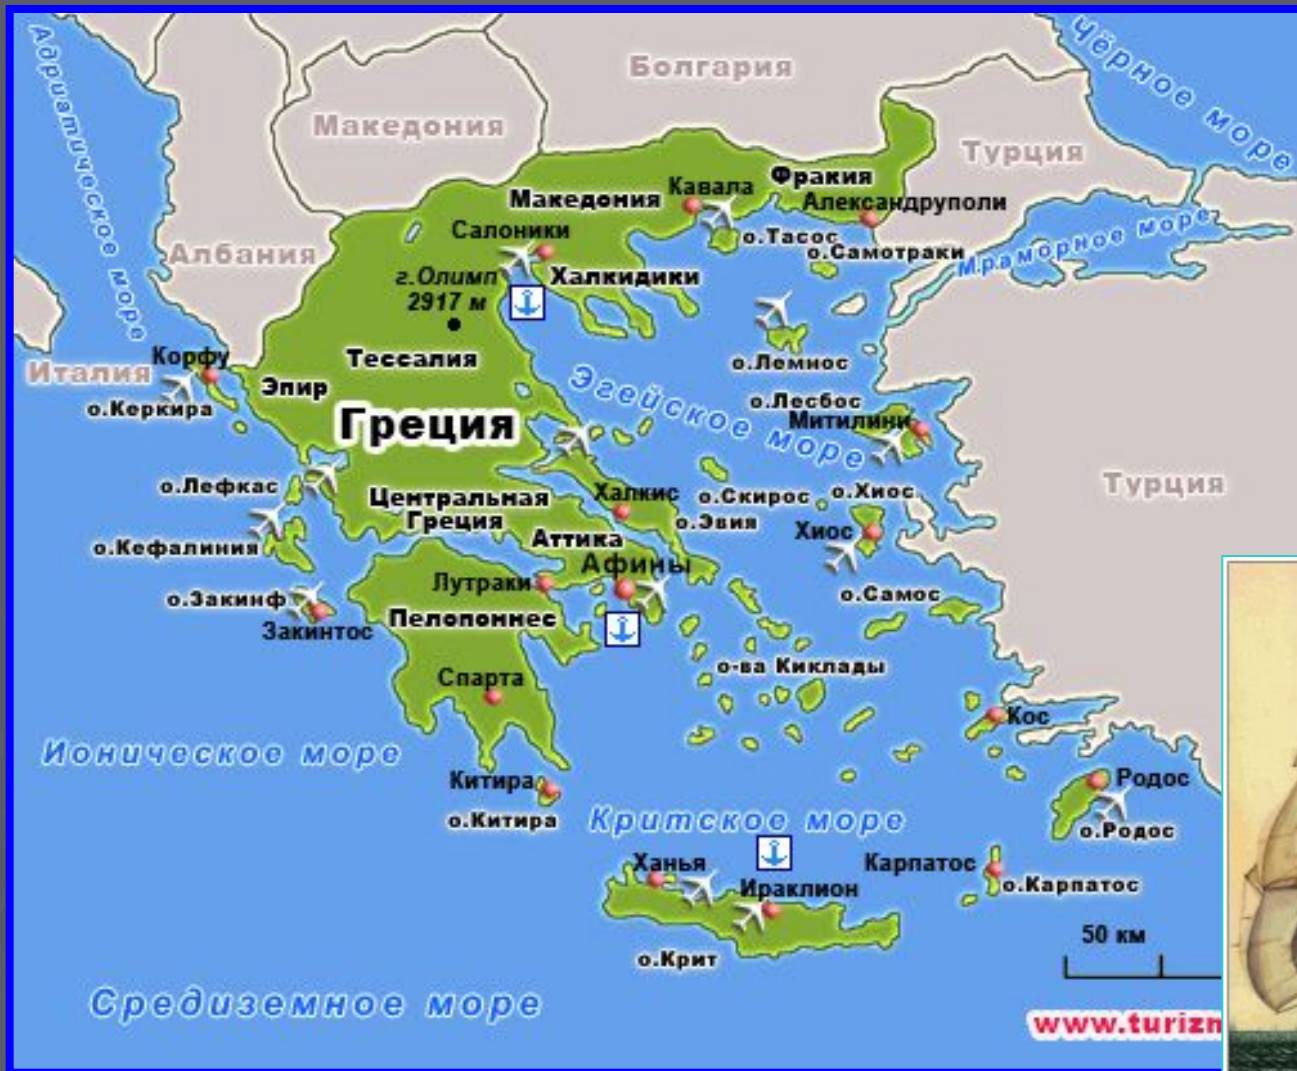 Адриатическое море
Болгария
Чёрное море
Македония
Турция
Албания
Македония
Кавала
Фракия
Александруполи
Салоники
о.Тасос
о.Самотраки
Мраморное море
г.Олимп
2917 м
Халкидики
Корфу
Италия
Эпир
Тессалия
о.Лемнос
о.Керкира
Греция
Эгейское море
о.Лесбос
Митилини
о.Лефкас
Центральная
Греция
Халкис
о.Скирос
о.Хиос
Турция
о.Эвия
о.Кефалиния
Аттика
Хиос
Афины
Лутраки
о.Закинф
Закинтос
Пелопоннес
о.Самос
о-ва Киклады
Спарта
Кос
Ионическое море
Китира
о.Китира
Критское море
Родос
о.Родос
Ханья
Ираклион
Карпатос
о.Карпатос
о.Крит
50 км
Средиземное море
www.turizm